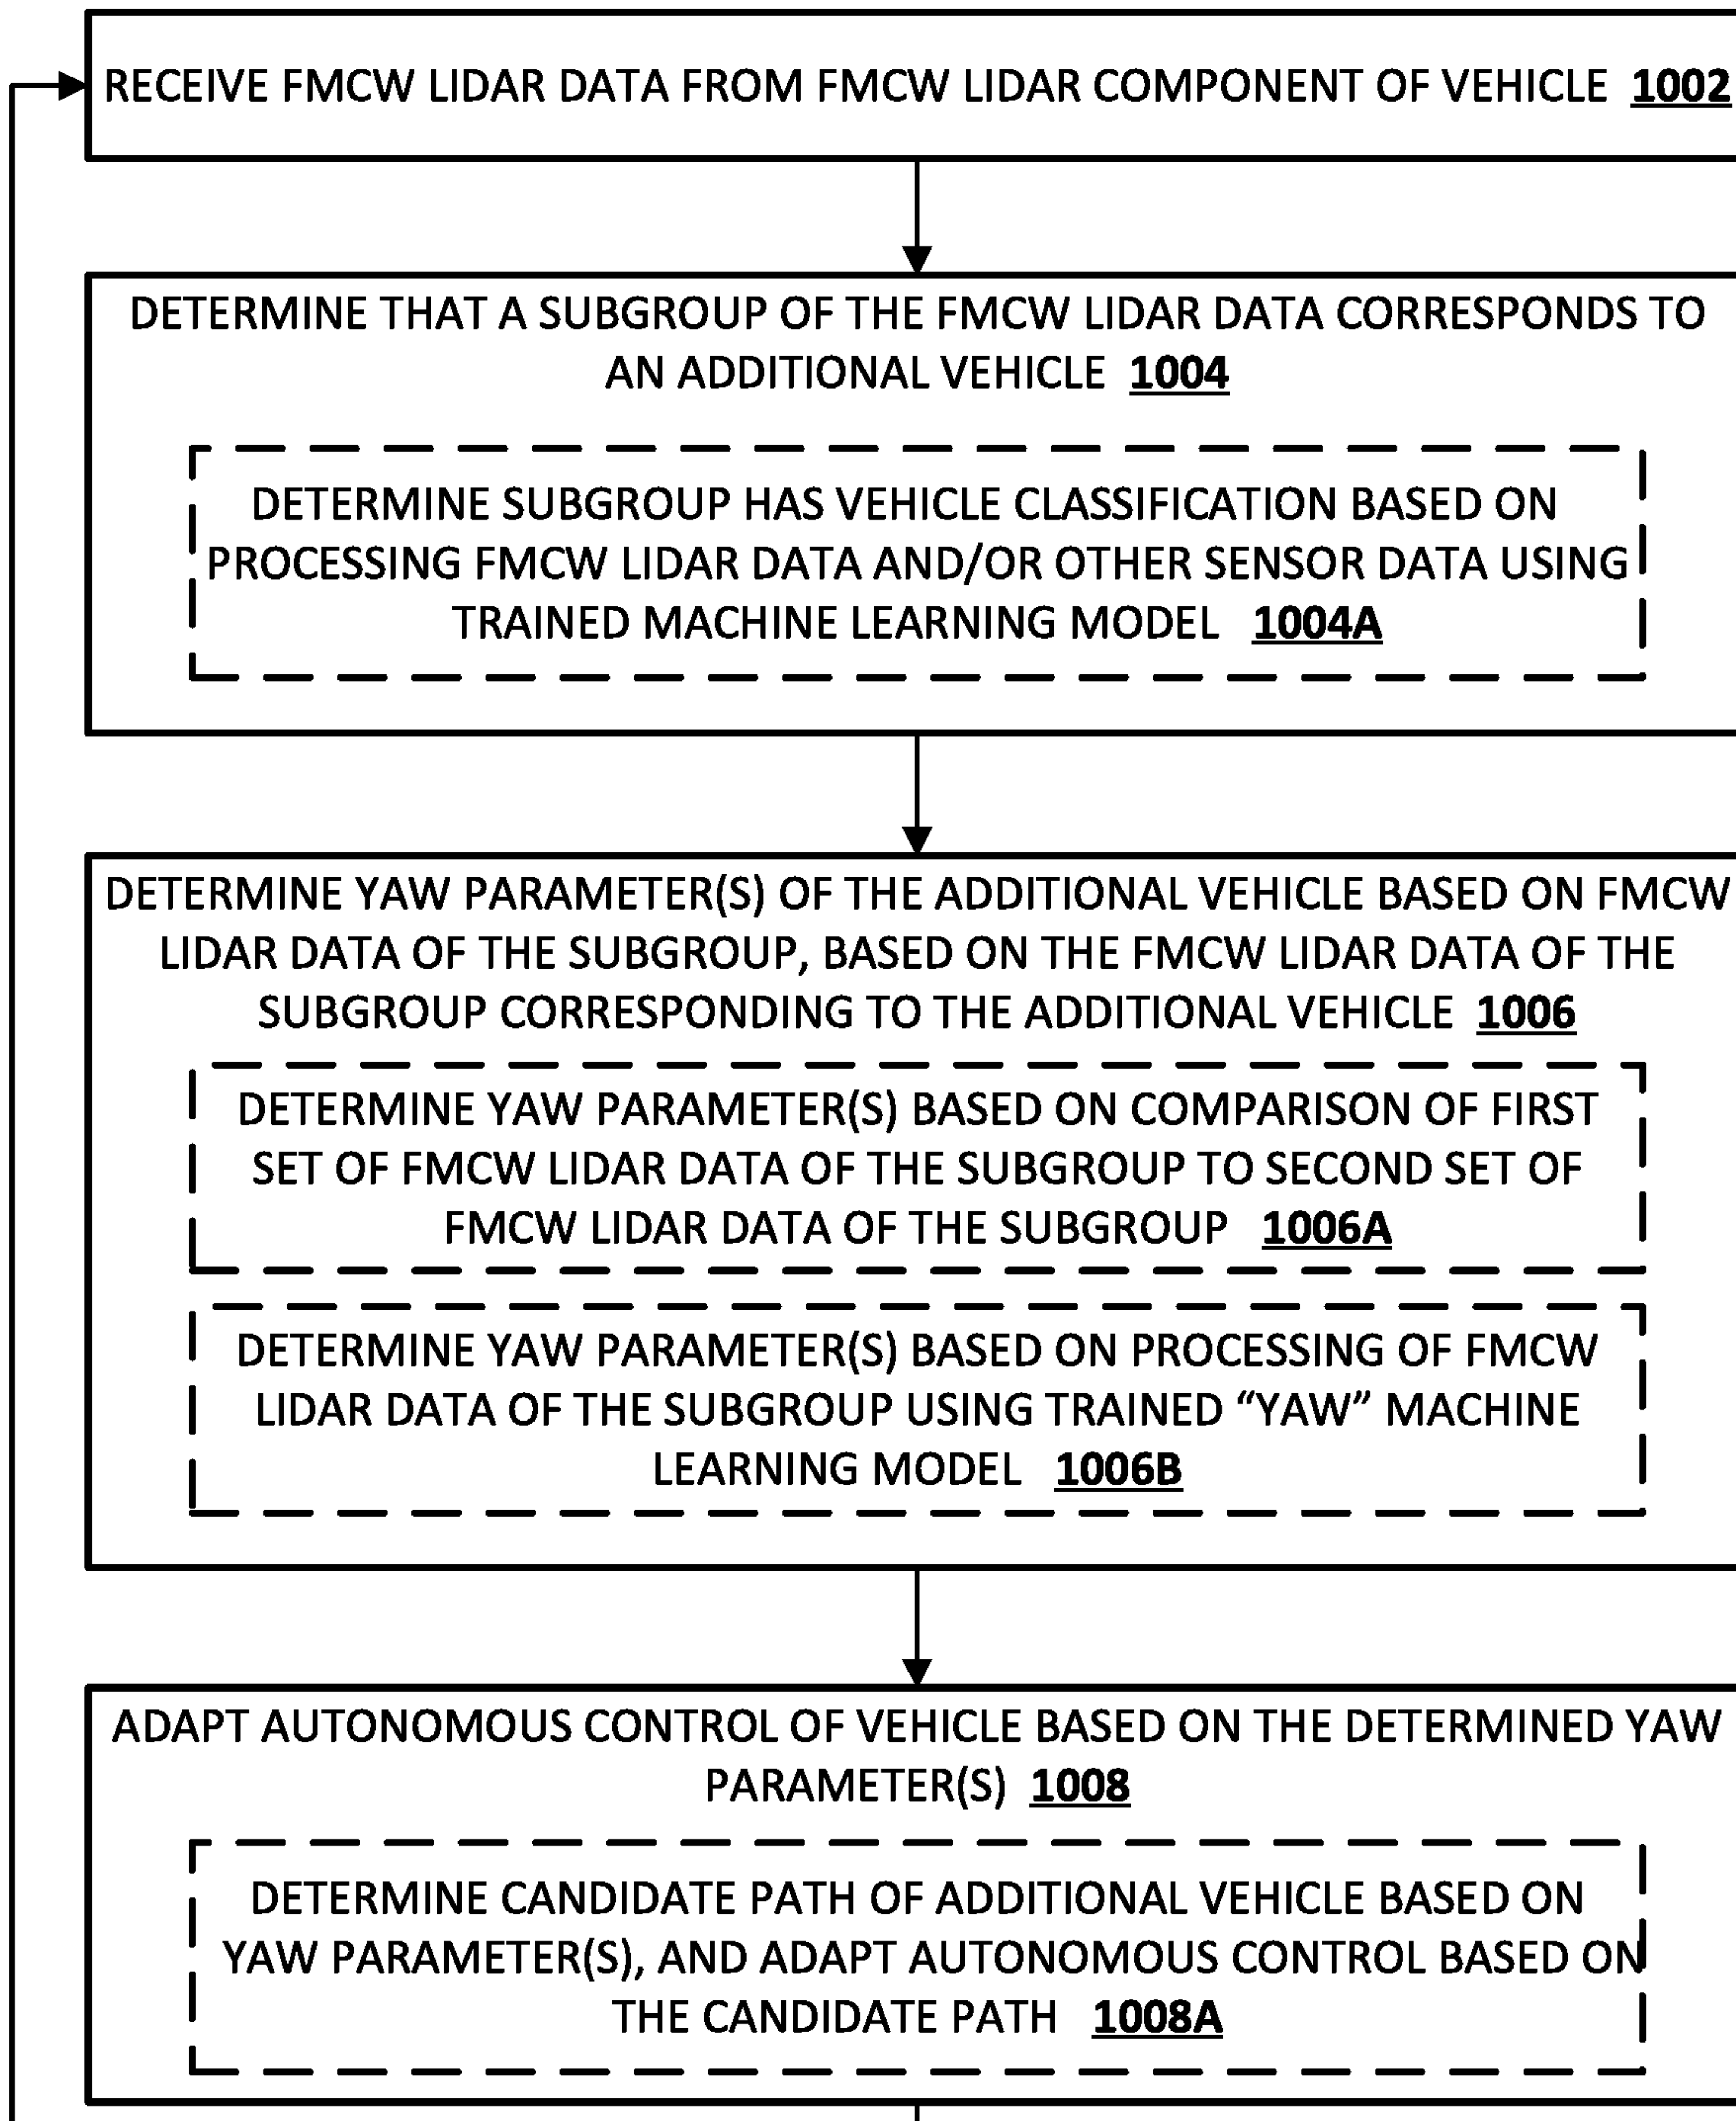 RECEIVE FMCW LIDAR DATA FROM FMCW LIDAR COMPONENT OF VEHICLE 1002
DETERMINE THAT A SUBGROUP OF THE FMCW LIDAR DATA CORRESPONDS TO
AN ADDITIONAL VEHICLE 1004
DETERMINE SUBGROUP HAS VEHICLE CLASSIFICATION BASED ON
PROCESSING FMCW LIDAR DATA AND/OR OTHER SENSOR DATA USING
TRAINED MACHINE LEARNING MODEL 1004A
DETERMINE YAW PARAMETER(S) OF THE ADDITIONAL VEHICLE BASED ON FMCW
LIDAR DATA OF THE SUBGROUP, BASED ON THE FMCW LIDAR DATA OF THE
SUBGROUP CORRESPONDING TO THE ADDITIONAL VEHICLE 1006
DETERMINE YAW PARAMETER(S) BASED ON COMPARISON OF FIRST
SET OF FMCW LIDAR DATA OF THE SUBGROUP TO SECOND SET OF
FMCW LIDAR DATA OF THE SUBGROUP 1006A
DETERMINE YAW PARAMETER(S) BASED ON PROCESSING OF FMCW
LIDAR DATA OF THE SUBGROUP USING TRAINED “YAW” MACHINE
LEARNING MODEL 1006B
ADAPT AUTONOMOUS CONTROL OF VEHICLE BASED ON THE DETERMINED YAW
PARAMETER(S) 1008
DETERMINE CANDIDATE PATH OF ADDITIONAL VEHICLE BASED ON
YAW PARAMETER(S), AND ADAPT AUTONOMOUS CONTROL BASED ON
THE CANDIDATE PATH 1008A